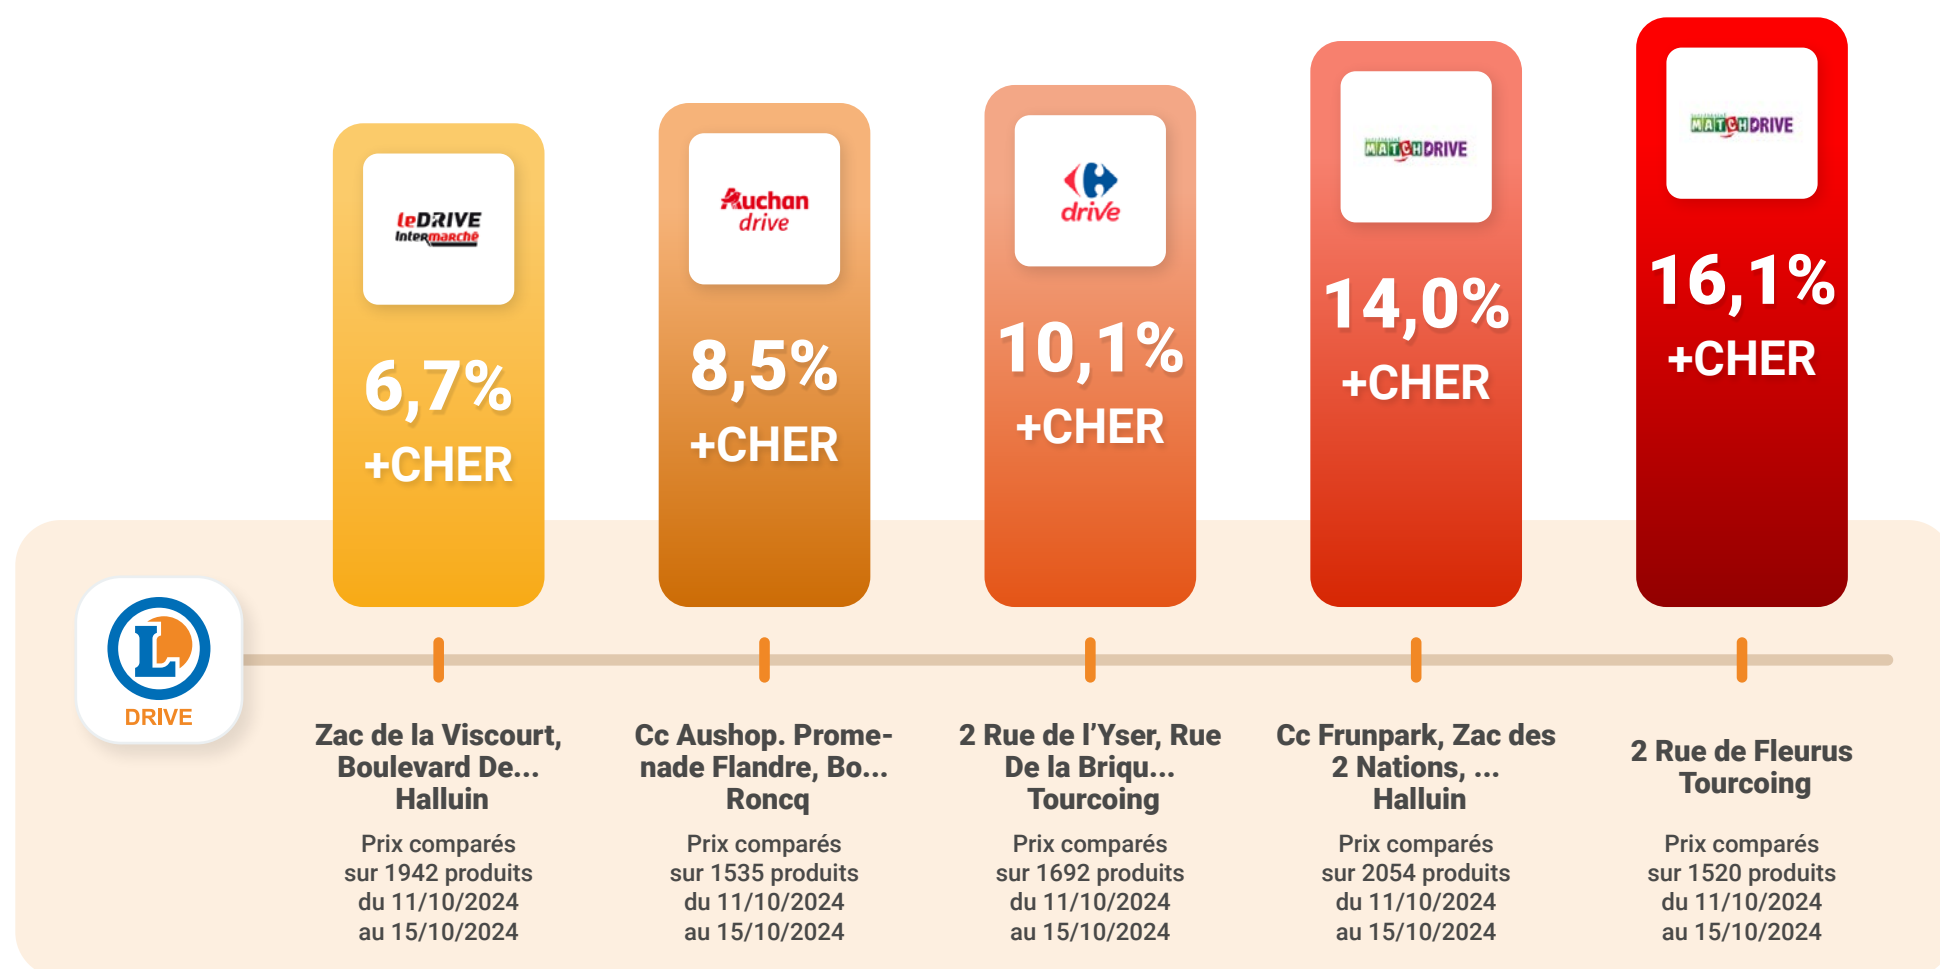 leDRIVE
Intermarché
6,7%
+CHER
Auchan
drive
8,5%
+CHER
drive
10,1%
+CHER
MATCHDRIVE
14,0%
+CHER
MATCHDRIVE
16,1%
+CHER
L
DRIVE
Zac de la Viscourt,
Boulevard De...
Halluin
Prix comparés
sur 1942 produits
du 11/10/2024
au 15/10/2024
Cc Aushop. Prome-
nade Flandre, Bo...
Roncq
Prix comparés
sur 1535 produits
du 11/10/2024
au 15/10/2024
2 Rue de l’Yser, Rue
De la Briqu...
Tourcoing
Prix comparés
sur 1692 produits
du 11/10/2024
au 15/10/2024
Cc Frunpark, Zac des
2 Nations, ...
Halluin
Prix comparés
sur 2054 produits
du 11/10/2024
au 15/10/2024
2 Rue de Fleurus
Tourcoing
Prix comparés
sur 1520 produits
du 11/10/2024
au 15/10/2024